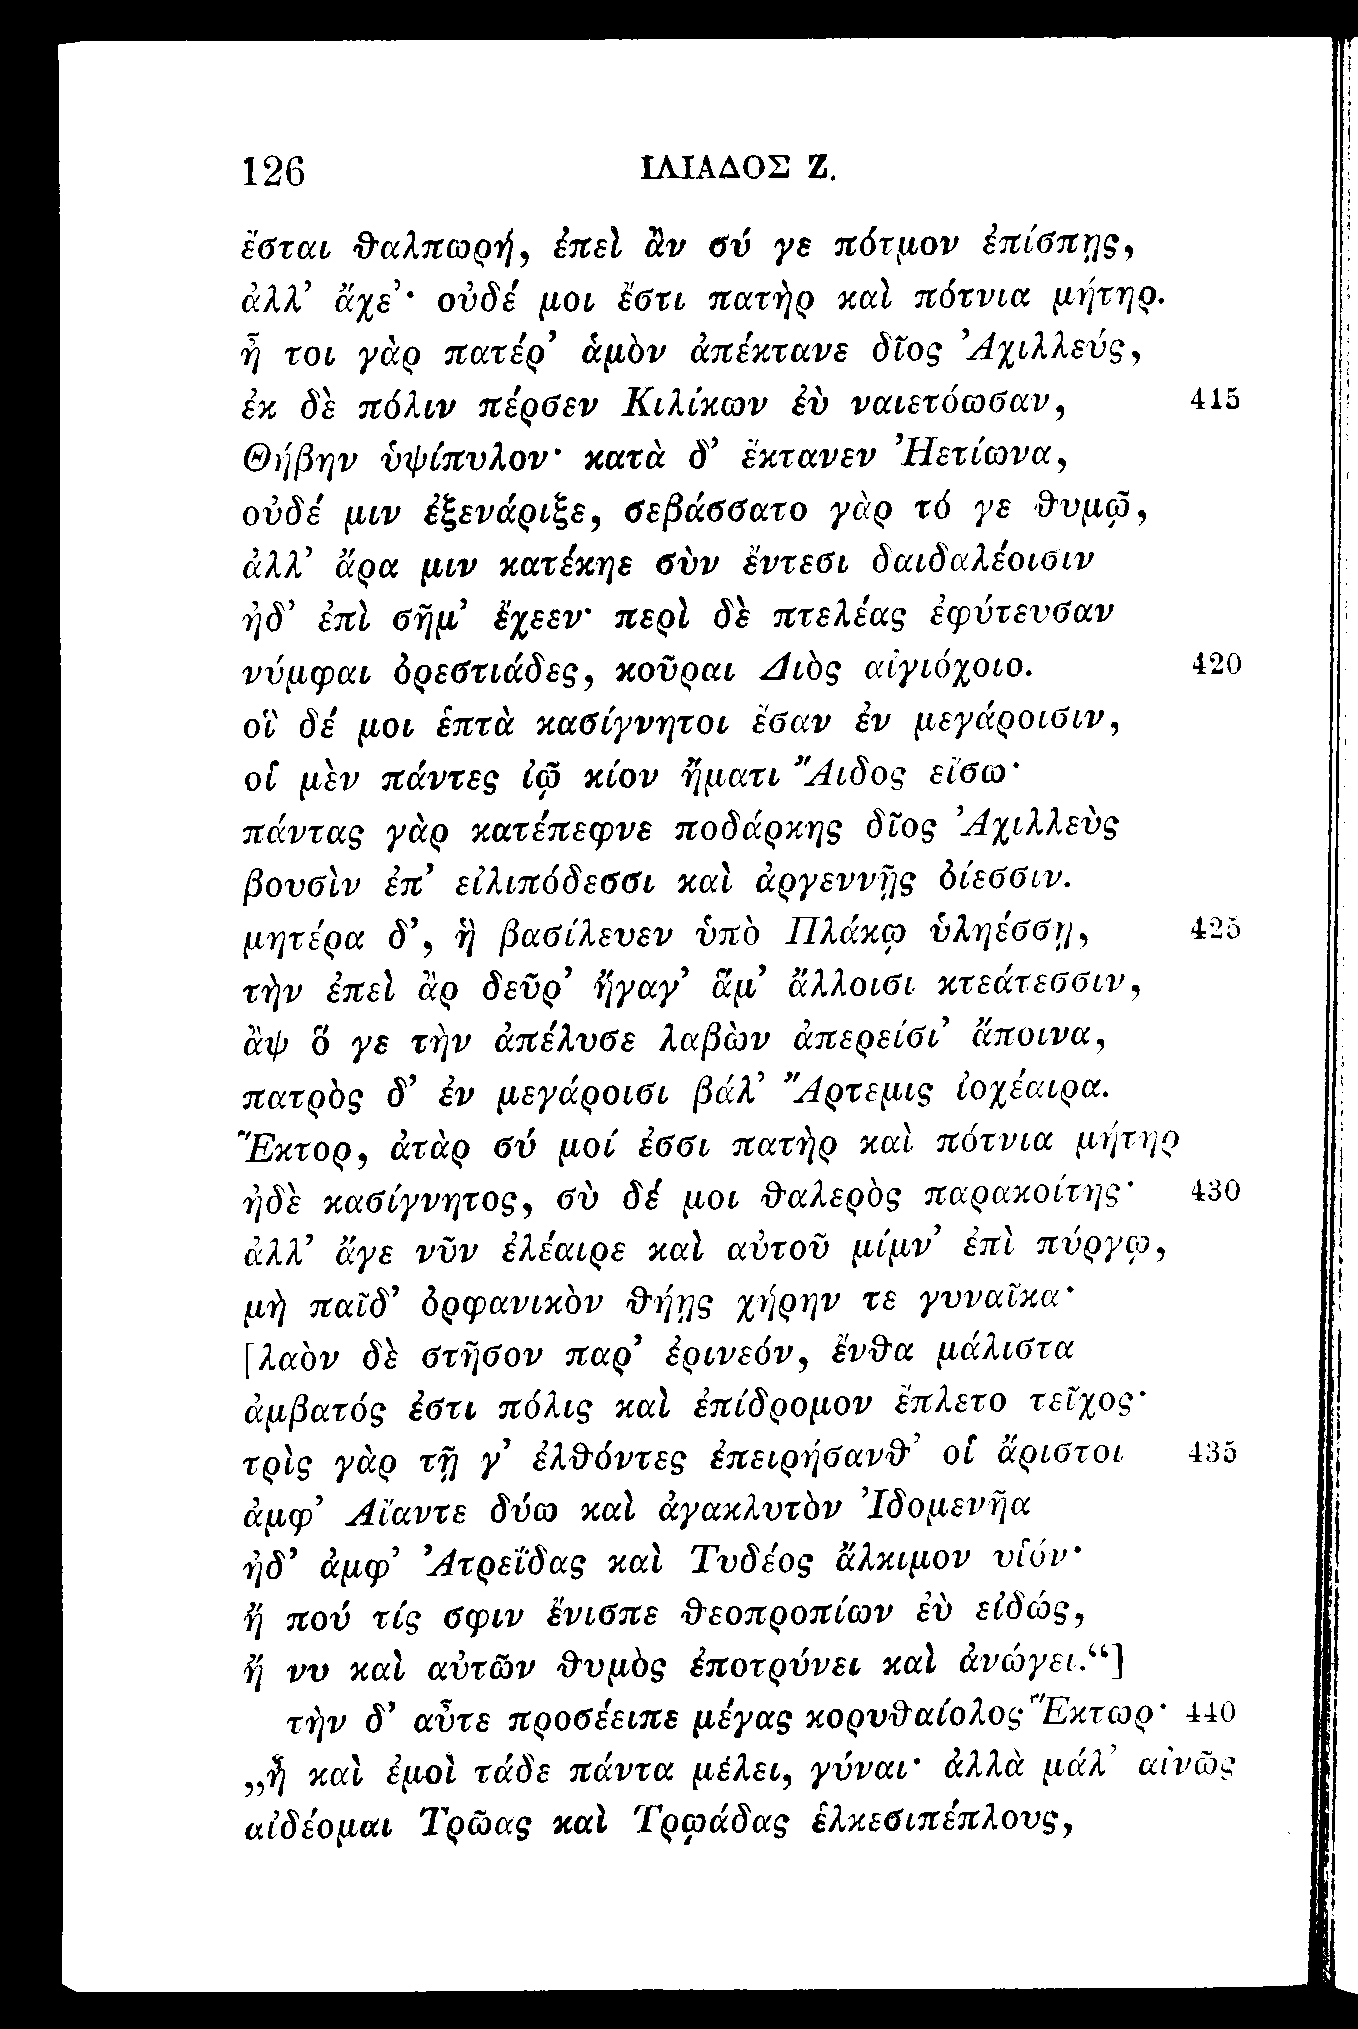 126 ΙΛΙΑΔΟΣ Ζ.
ἔσται θαλπωρή, ἐπεὶ ἂν σύ γε πότμον ἐπίσπῃς,
ἀλλ’ ἄχε’· οὐδέ μοι ἔστι πατὴρ καὶ πότνια μήτηρ.
ἦ τοι γὰρ πατέρ’ ἁμὸν ἀπέκτανε δῖος Ἀχιλλεύς,
ἐκ δὲ πόλιν πέρσεν Κιλίκων ἐὺ ναιετόωσαν, 415
Θήβην ὑψίπυλον· κατὰ δ’ ἔκτανεν Ἠετίωνα,
οὐδέ μιν ἐξενάριξε, σεβάσσατο γὰρ τό γε θυμῷ,
ἀλλ’ ἄρα μιν κατέκηε σὺν ἔντεσι δαιδαλέοισιν
ἠδ’ ἐπὶ σῆμ’ ἔχεεν· περὶ δὲ πτελέας ἐφύτευσαν
νύμφαι ὀρεστιάδες, κοῦραι Διὸς αἰγιόχοιο. 420
οἳ δέ μοι ἑπτὰ κασίγνητοι ἔσαν ἐν μεγάροισιν,
οἱ μὲν πάντες ἰῷ κίον ἤματι Ἄιδος εἴσω·
πάντας γὰρ κατέπεφνε ποδάρκης δῖος Ἀχιλλεὺς
βουσὶν ἐπ’ εἰλιπόδεσσι καὶ ἀργεννῇς ὀίεσσιν.
μητέρα δ’, ἣ βασίλευεν ὑπὸ Πλάκῳ ὑληέσσῃ, 425
τὴν ἐπεὶ ἂρ δεῦρ’ ἤγαγ’ ἅμ’ ἄλλοισι κτεάτεσσιν,
ἂψ ὅ γε τὴν ἀπέλυσε λαβὼν ἀπερείσι’ ἄποινα,
πατρὸς δ’ ἐν μεγάροισι βάλ’ Ἄρτεμις ἰοχέαιρα.
Ἕκτορ, ἀτὰρ σύ μοί ἐσσι πατὴρ καὶ πότνια μήτηρ
ἠδὲ κασίγνητος, σὺ δέ μοι θαλερὸς παρακοίτης· 430
ἀλλ’ ἄγε νῦν ἐλέαιρε καὶ αὐτοῦ μίμν’ ἐπὶ πύργῳ,
μὴ παῖδ’ ὀρφανικὸν θήῃς χήρην τε γυναῖκα·
[λαὸν δὲ στῆσον παρ’ ἐρινεόν, ἔνθα μάλιστα
ἀμβατός ἐστι πόλις καὶ ἐπίδρομον ἔπλετο τεῖχος·
τρὶς γὰρ τῇ γ’ ἐλθόντες ἐπειρήσανθ’ οἱ ἄριστοι 435
ἀμφ’ Αἴαντε δύω καὶ ἀγακλυτὸν Ἰδομενῆα
ἠδ’ ἀμφ’ Ἀτρεΐδας καὶ Τυδέος ἄλκιμον υἱόν·
ἤ πού τίς σφιν ἔνισπε θεοπροπίων ἐὺ εἰδώς,
ἤ νυ καὶ αὐτῶν θυμὸς ἐποτρύνει καὶ ἀνώγει.“]
τὴν δ’ αὖτε προσέειπε μέγας κορυθαίολος Ἕκτωρ· 440
„ἦ καὶ ἐμοὶ τάδε πάντα μέλει, γύναι· ἀλλὰ μάλ’ αἰνῶς
αἰδέομαι Τρῶας καὶ Τρῳάδας ἑλκεσιπέπλους,